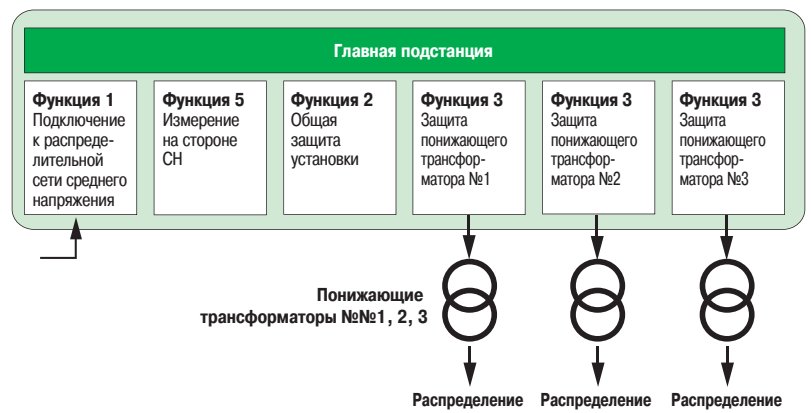 Главная подстанция
Функция 1
Подключение
к распреде-
лительной
сети среднего
напряжения
Функция 5
Измерение
на стороне
СН
Функция 2
Общая
защита
установки
Функция 3
Защита
понижающего
трансфор-
матора №1
Функция 3
Защита
понижающего
трансфор-
матора №2
Функция 3
Защита
понижающего
трансфор-
матора №3
Понижающие
трансформаторы №№1, 2, 3
Распределение
Распределение
Распределение